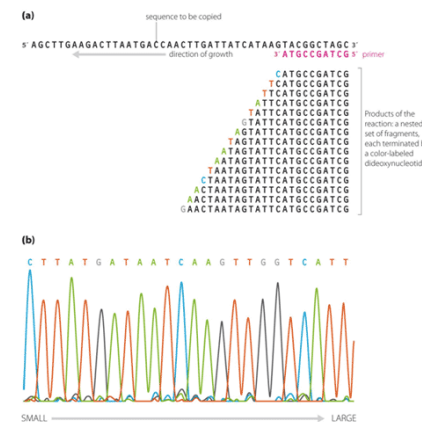 (a)
sequence to be copied
5′ AGCTTGAAGACTTAATGACCAACTTGATTATCATAAGTACGGCTAGC 3′
direction of growth
3′ ATGCCGATCG 5′ primer
CATGCCGATCG
TCATGCCGATCG
TTCATGCCGATCG
ATTCATGCCGATCG
TATTCATGCCGATCG
GTATTCATGCCGATCG
AGTATTCATGCCGATCG
TAGTATTCATGCCGATCG
ATAGTATTCATGCCGATCG
AATAGTATTCATGCCGATCG
TAATAGTATTCATGCCGATCG
CTAATAGTATTCATGCCGATCG
ACTAATAGTATTCATGCCGATCG
AACTAATAGTATTCATGCCGATCG
GAACTAATAGTATTCATGCCGATCG
Products of the
reaction: a nested
set of fragments,
each terminated
a color-labeled
dideoxynucleotid
(b)
C T T A T G A T A A T C A A G T T G G T C A T T
SMALL LARGE